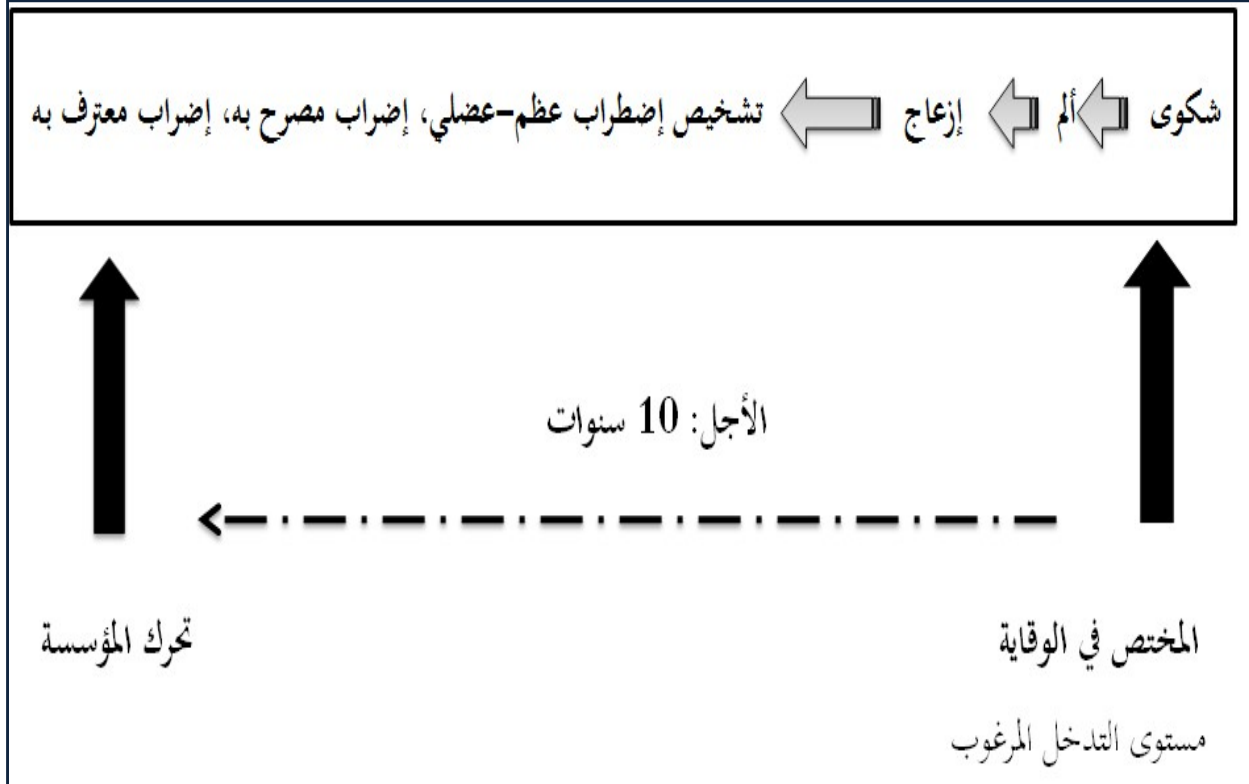 شكوى ألم إزعاج تشخيص إضطراب عظم-عضلي، إضراب مصرح به، إضراب معترف به
الأجل: 10 سنوات
المختص في الوقاية
تحرك المؤسسة
مستوى التدخل المرغوب